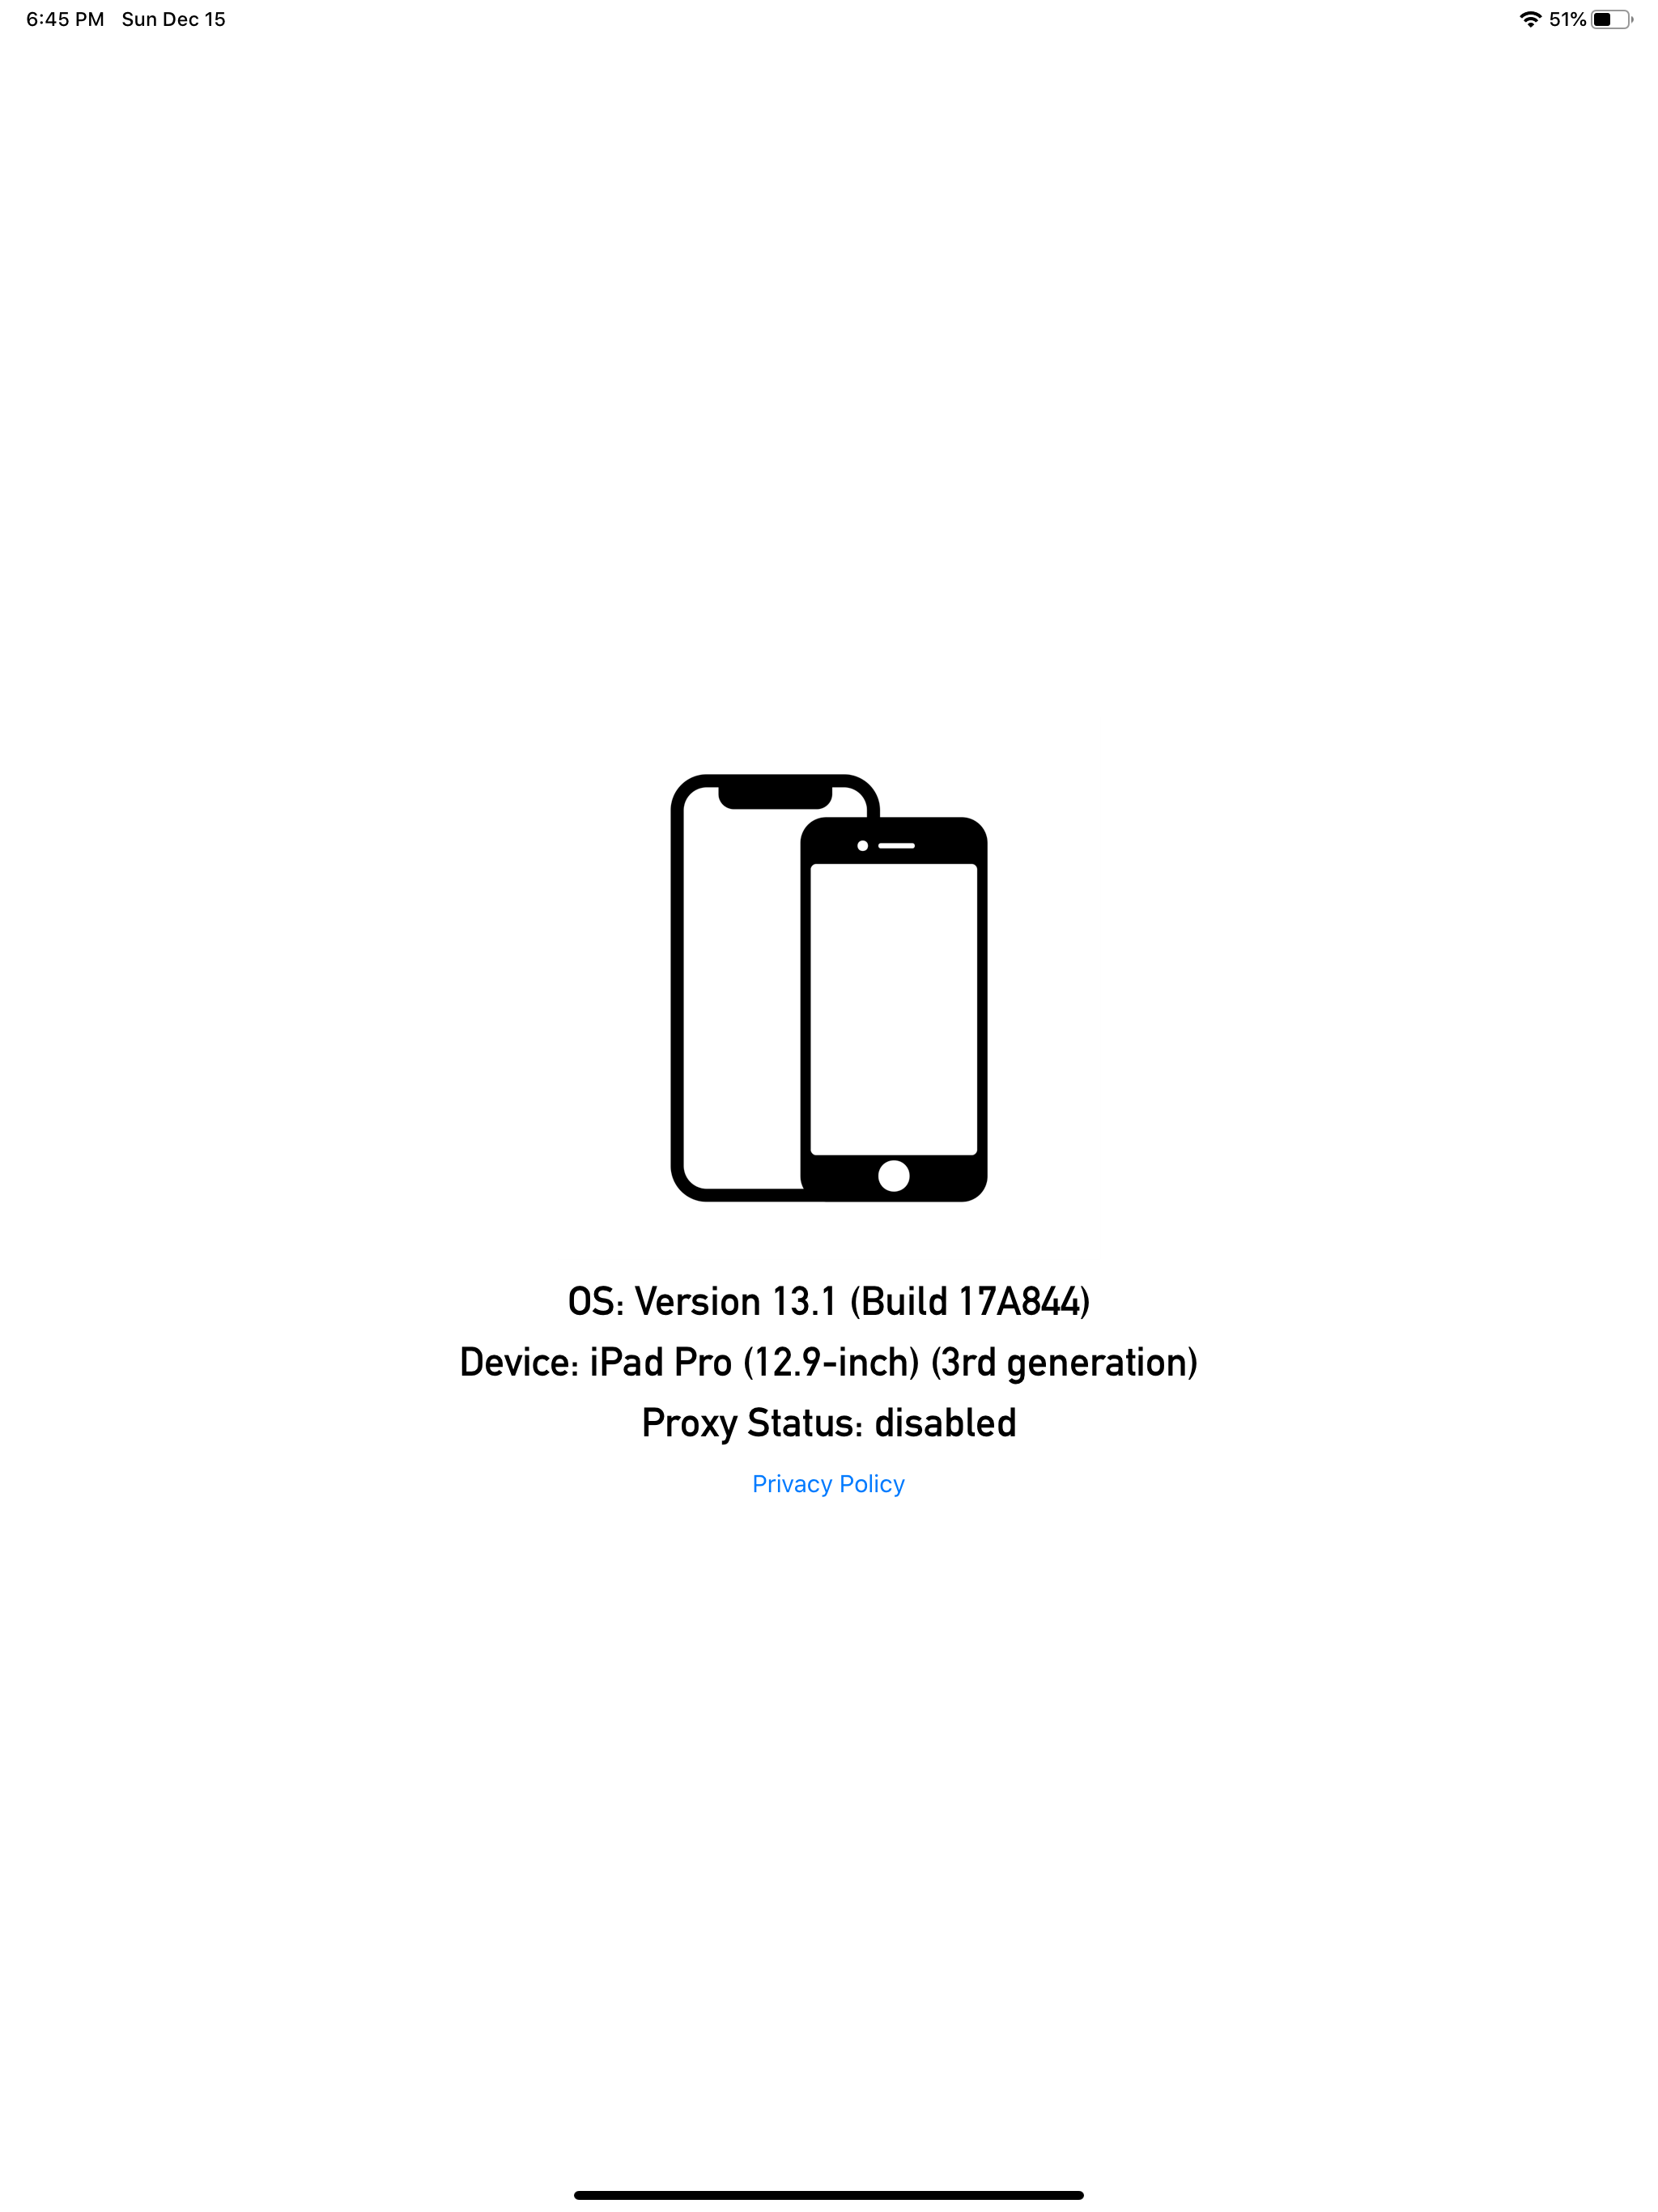 6:45 PM Sun Dec 15 51%
OS: Version 13.1 (Build 17A844)
Device: iPad Pro (12.9-inch) (3rd generation)
Proxy Status: disabled
Privacy Policy